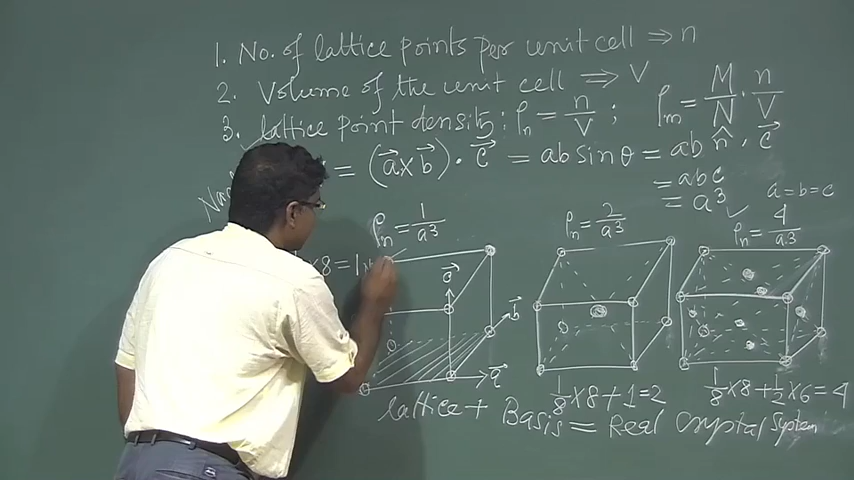 1. No. of lattice points per unit cell ⇒ n
2. Volume of the unit cell ⇒ V
3. lattice point density: ρn = n/V ; ρm = M/N · n/V
= (a⃗ × b⃗) · c⃗ = ab sin θ = ab n̂ · c⃗
= abc
= a³ a = b = c
ρn = 1/a³ ρn = 2/a³ ρn = 4/a³
×8 = 1
c⃗
b⃗
a⃗
1/8 × 8 + 1 = 2 1/8 × 8 + 1/2 × 6 = 4
lattice + Basis = Real Crystal System